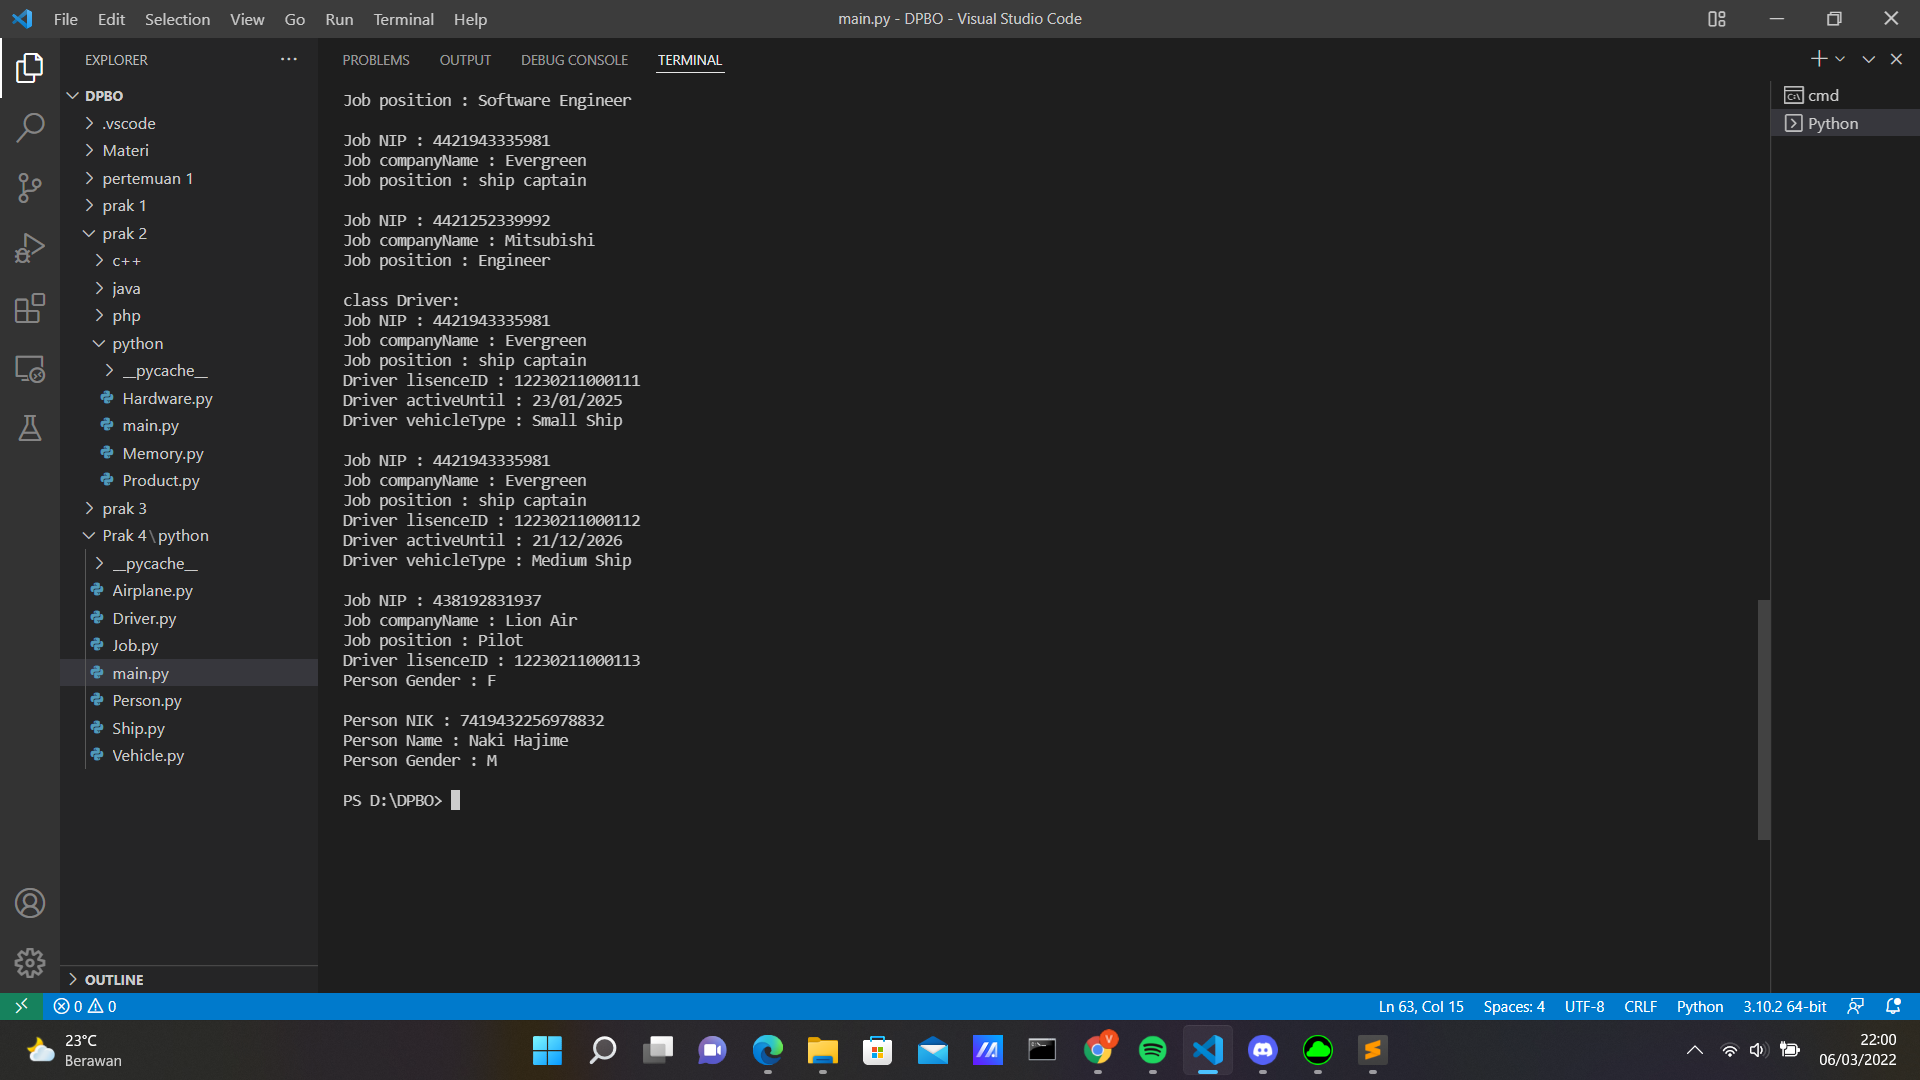 File Edit Selection View Go Run Terminal Help
main.py - DPBO - Visual Studio Code
EXPLORER
DPBO
.vscode
Materi
pertemuan 1
prak 1
prak 2
c++
java
php
python
__pycache__
Hardware.py
main.py
Memory.py
Product.py
prak 3
Prak 4\python
__pycache__
Airplane.py
Driver.py
Job.py
main.py
Person.py
Ship.py
Vehicle.py
OUTLINE
PROBLEMS OUTPUT DEBUG CONSOLE TERMINAL
Job position : Software Engineer
Job NIP : 4421943335981
Job companyName : Evergreen
Job position : ship captain
Job NIP : 4421252339992
Job companyName : Mitsubishi
Job position : Engineer
class Driver:
Job NIP : 4421943335981
Job companyName : Evergreen
Job position : ship captain
Driver lisenceID : 12230211000111
Driver activeUntil : 23/01/2025
Driver vehicleType : Small Ship
Job NIP : 4421943335981
Job companyName : Evergreen
Job position : ship captain
Driver lisenceID : 12230211000112
Driver activeUntil : 21/12/2026
Driver vehicleType : Medium Ship
Job NIP : 438192831937
Job companyName : Lion Air
Job position : Pilot
Driver lisenceID : 12230211000113
Person Gender : F
Person NIK : 7419432256978832
Person Name : Naki Hajime
Person Gender : M
PS D:\DPBO>
cmd
Python
0 0
Ln 63, Col 15 Spaces: 4 UTF-8 CRLF Python 3.10.2 64-bit
23°C
Berawan
V
22:00
06/03/2022